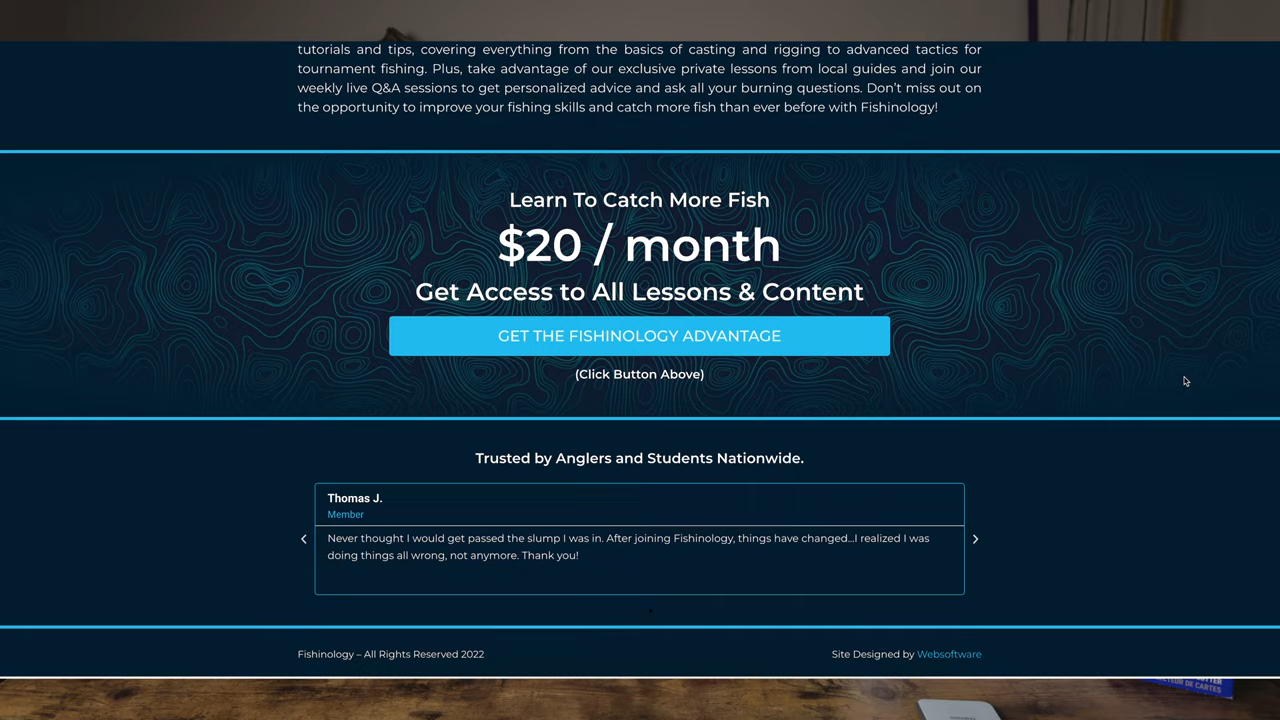 tutorials and tips, covering everything from the basics of casting and rigging to advanced tactics for
tournament fishing. Plus, take advantage of our exclusive private lessons from local guides and join our
weekly live Q&A sessions to get personalized advice and ask all your burning questions. Don't miss out on
the opportunity to improve your fishing skills and catch more fish than ever before with Fishinology!
Learn To Catch More Fish
$20 / month
Get Access to All Lessons & Content
GET THE FISHINOLOGY ADVANTAGE
(Click Button Above)
Trusted by Anglers and Students Nationwide.
Thomas J.
Member
Never thought I would get passed the slump I was in. After joining Fishinology, things have changed...I realized I was
doing things all wrong, not anymore. Thank you!
Fishinology – All Rights Reserved 2022
Site Designed by Websoftware
DE CARTES